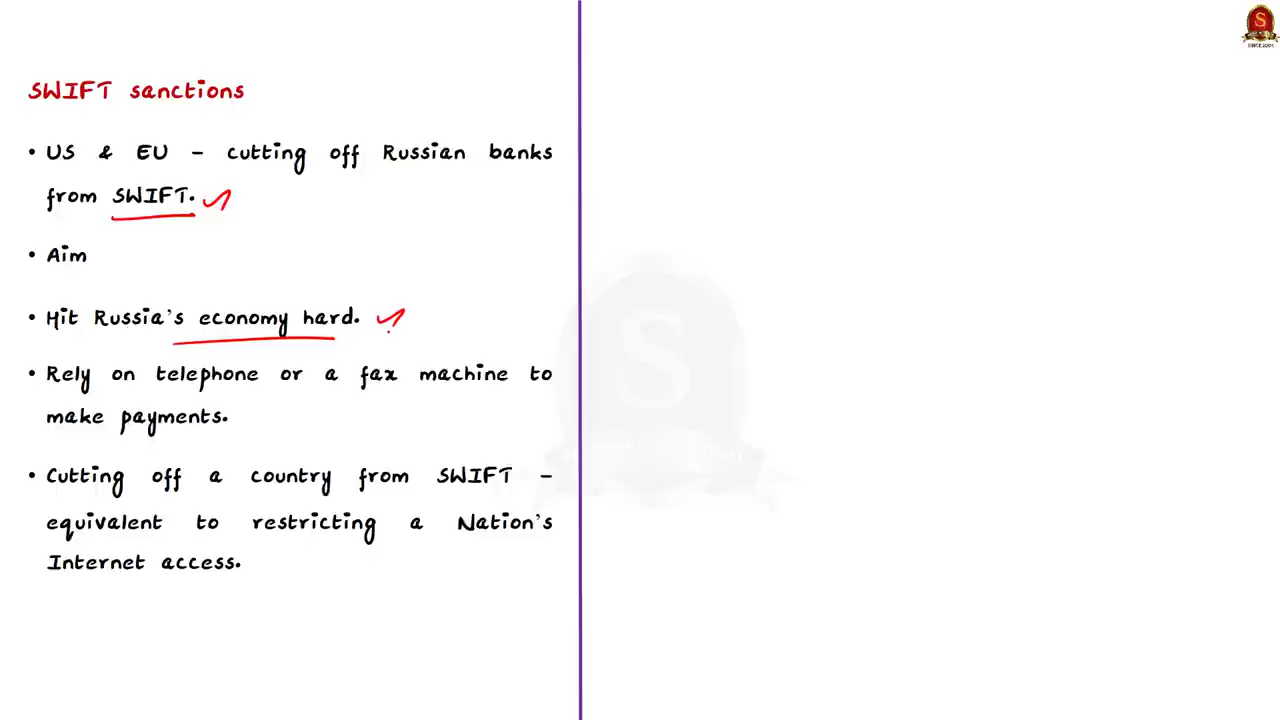 SWIFT sanctions
• US & EU – cutting off Russian banks
from SWIFT.
• Aim
• Hit Russia's economy hard.
• Rely on telephone or a fax machine to
make payments.
• Cutting off a country from SWIFT –
equivalent to restricting a Nation's
Internet access.
S
S